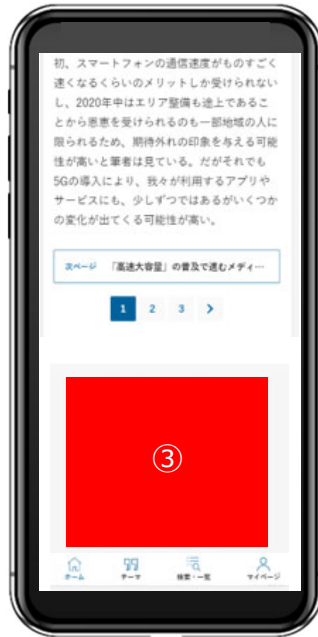 初、スマートフォンの通信速度がものすごく
速くなるくらいのメリットしか受けられない
し、2020年中はエリア整備も途上であるこ
とから恩恵を受けられるのも一部地域の人に
限られるため、期待外れの印象を与える可能
性が高いと筆者は見ている。だがそれでも
5Gの導入により、我々が利用するアプリや
サービスにも、少しずつではあるがいくつか
の変化が出てくる可能性が高い。
次ページ 「高速大容量」の普及で進むメディ…
1 2 3 >
③
ホーム テーマ 検索・一覧 マイページ